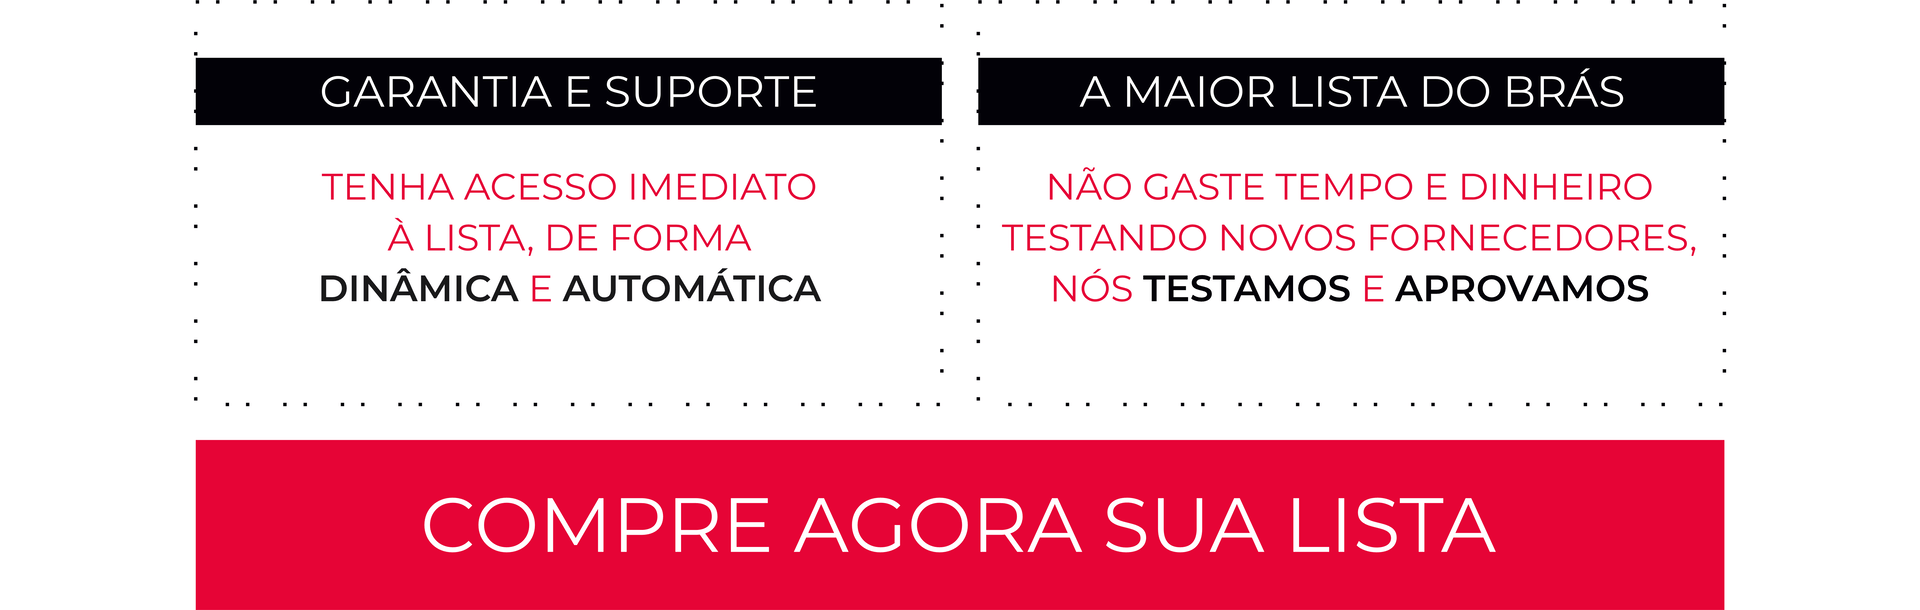 GARANTIA E SUPORTE
TENHA ACESSO IMEDIATO
À LISTA, DE FORMA
DINÂMICA E AUTOMÁTICA
A MAIOR LISTA DO BRÁS
NÃO GASTE TEMPO E DINHEIRO
TESTANDO NOVOS FORNECEDORES,
NÓS TESTAMOS E APROVAMOS
COMPRE AGORA SUA LISTA